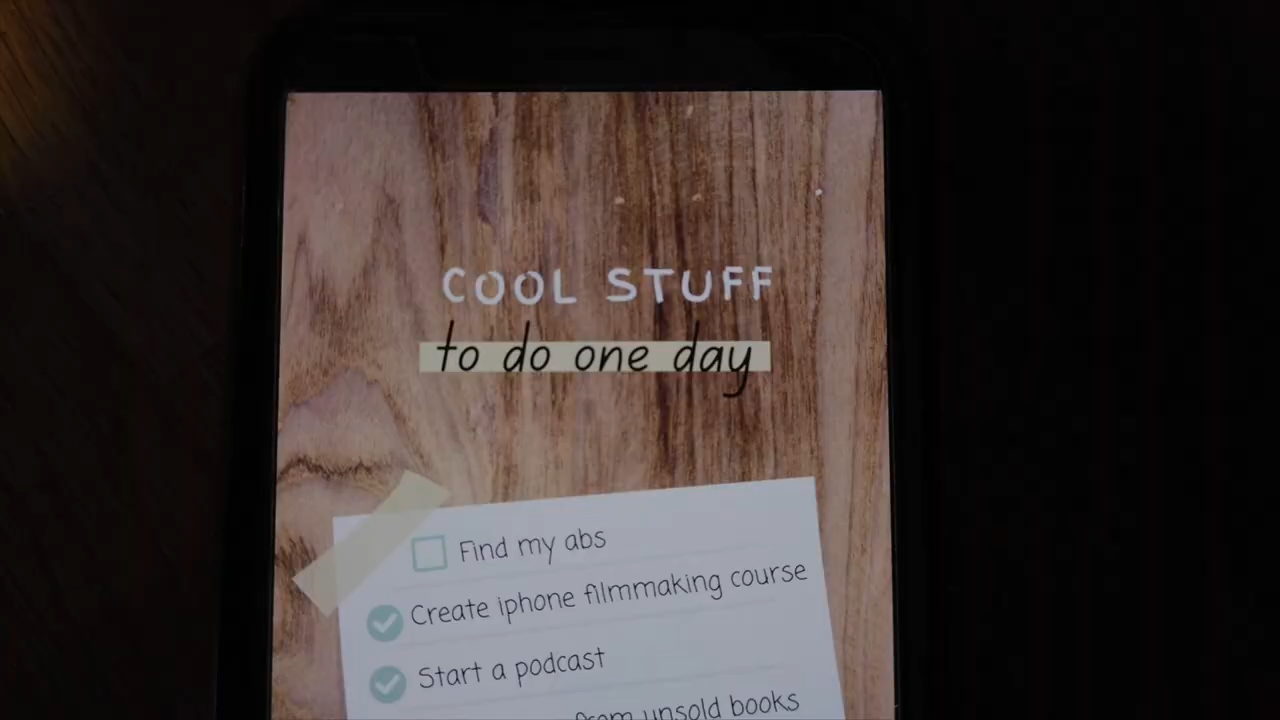 COOL STUFF
to do one day
Find my abs
Create iphone filmmaking course
Start a podcast
from unsold books